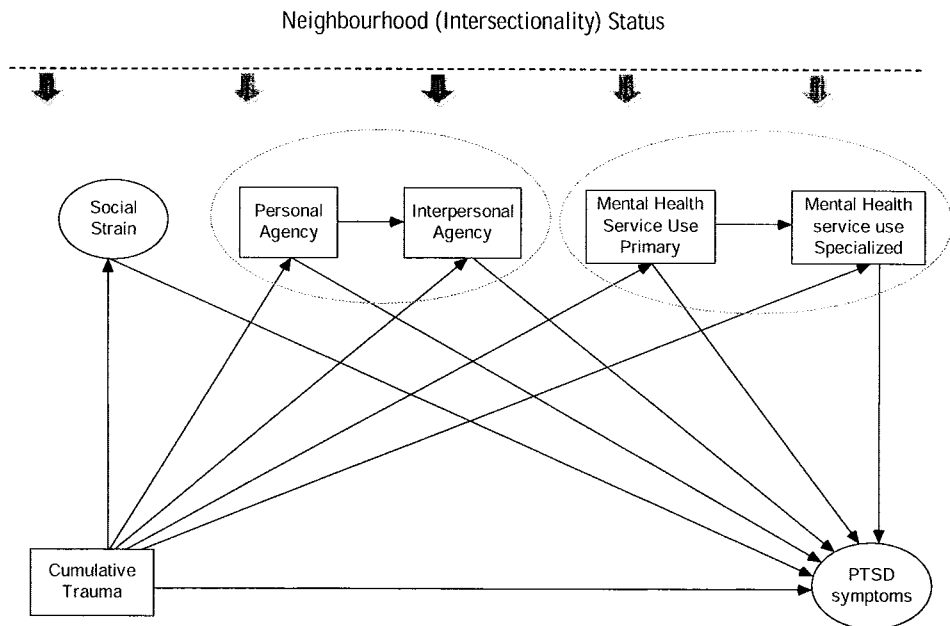 Neighbourhood (Intersectionality) Status
Social
Strain
Personal
Agency
Interpersonal
Agency
Mental Health
Service Use
Primary
Mental Health
service use
Specialized
Cumulative
Trauma
PTSD
symptoms